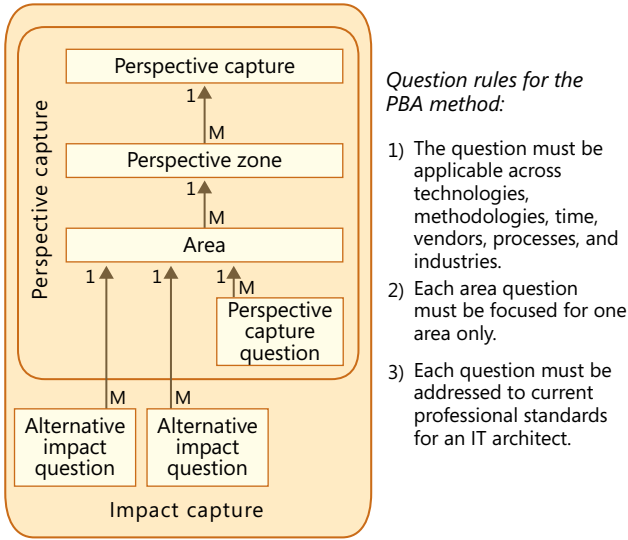 Perspective capture
1
M
Perspective zone
1
M
Area
1
1
1
M
Perspective
capture
question
M
M
Alternative
impact
question
Alternative
impact
question
Perspective capture
Impact capture
Question rules for the
PBA method:
1) The question must be
applicable across
technologies,
methodologies, time,
vendors, processes, and
industries.
2) Each area question
must be focused for one
area only.
3) Each question must be
addressed to current
professional standards
for an IT architect.